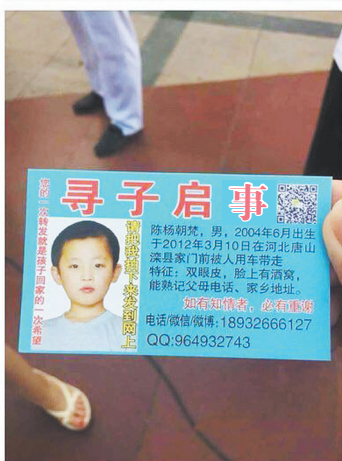 寻子启事
您的一次转发就是孩子回家的一次希望
请把我拍下来发到网上
陈杨朝梵，男，2004年6月出生
于2012年3月10日在河北唐山
滦县家门前被人用车带走
特征：双眼皮，脸上有酒窝，
能熟记父母电话、家乡地址。
如有知情者，必有重谢
电话/微信/微博：18932666127
QQ:964932743